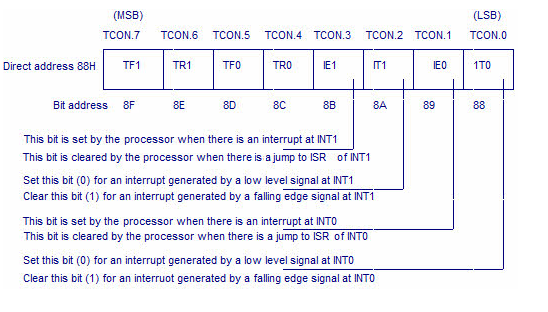 (MSB) (LSB)
TCON.7 TCON.6 TCON.5 TCON.4 TCON.3 TCON.2 TCON.1 TCON.0
Direct address 88H TF1 TR1 TF0 TR0 IE1 IT1 IE0 1T0
Bit address 8F 8E 8D 8C 8B 8A 89 88
This bit is set by the processor when there is an interrupt at INT1
This bit is cleared by the processor when there is a jump to ISR of INT1
Set this bit (0) for an interrupt generated by a low level signal at INT1
Clear this bit (1) for an interrupt generated by a falling edge signal at INT1
This bit is set by the processor when there is an interrupt at INT0
This bit is cleared by the processor when there is a jump to ISR of INT0
Set this bit (0) for an interrupt generated by a low level signal at INT0
Clear this bit (1) for an interruot generated by a falling edge signal at INT0